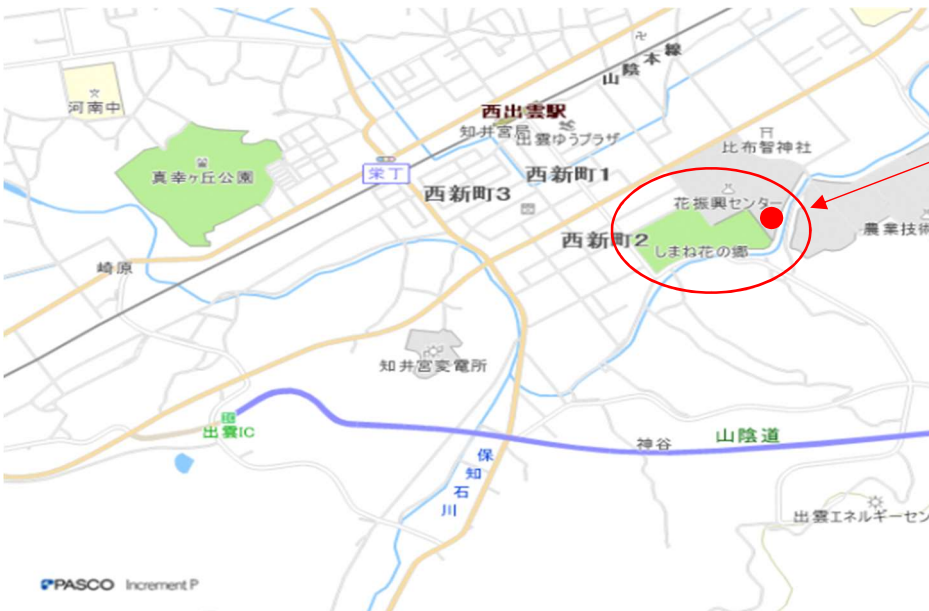 山陰本線
河南中
西出雲駅
知井宮局
出雲ゆうプラザ
比布智神社
真幸ヶ丘公園
栄丁
西新町3
西新町1
花振興センター
農業技術
西新町2
しまね花の郷
崎原
知井宮変電所
出雲IC
神谷
山陰道
保知石川
出雲エネルギーセン
PASCO Increment P